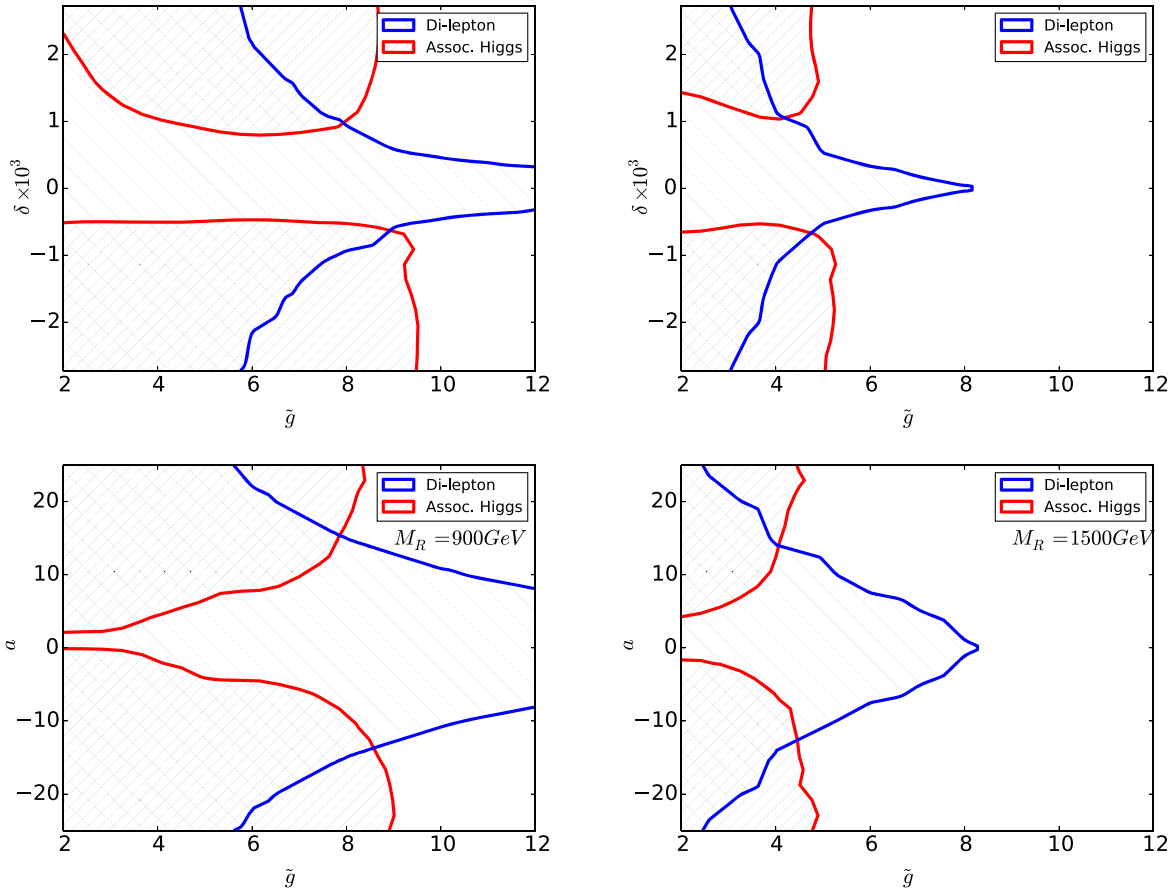 Di-lepton
Assoc. Higgs
2
1
0
−1
−2
δ ×10³
2 4 6 8 10 12
g̃
Di-lepton
Assoc. Higgs
2
1
0
−1
−2
δ ×10³
2 4 6 8 10 12
g̃
Di-lepton
Assoc. Higgs
M_R = 900GeV
20
10
0
−10
−20
a
2 4 6 8 10 12
g̃
Di-lepton
Assoc. Higgs
M_R = 1500GeV
20
10
0
−10
−20
a
2 4 6 8 10 12
g̃